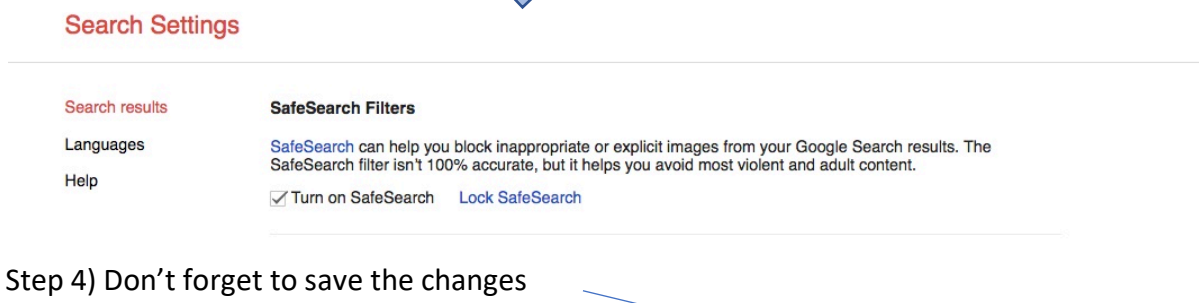 Search Settings
Search results
Languages
Help
SafeSearch Filters
SafeSearch can help you block inappropriate or explicit images from your Google Search results. The
SafeSearch filter isn't 100% accurate, but it helps you avoid most violent and adult content.
Turn on SafeSearch Lock SafeSearch
Step 4) Don’t forget to save the changes